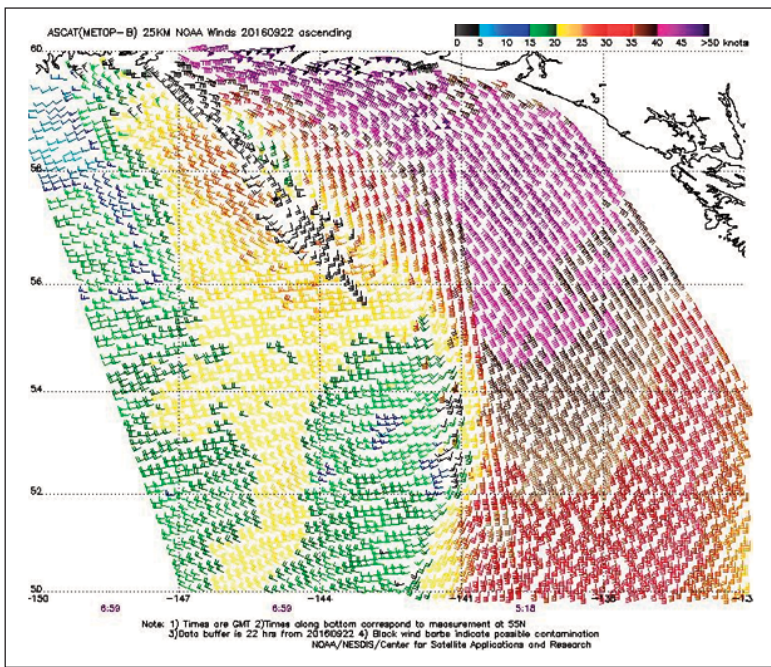 ASCAT(METOP-B) 25KM NOAA Winds 20160922 ascending
0 5 10 15 20 25 30 35 40 45 >50 knots
60
58
56
54
52
50
-150 -147 -144 -141 -138 -13
6:59 6:59 5:18
Note: 1) Times are GMT 2)Times along bottom correspond to measurement at 55N
3)Data buffer is 22 hrs from 20160922 4) Black wind barbs indicate possible contamination
NOAA/NESDIS/Center for Satellite Applications and Research